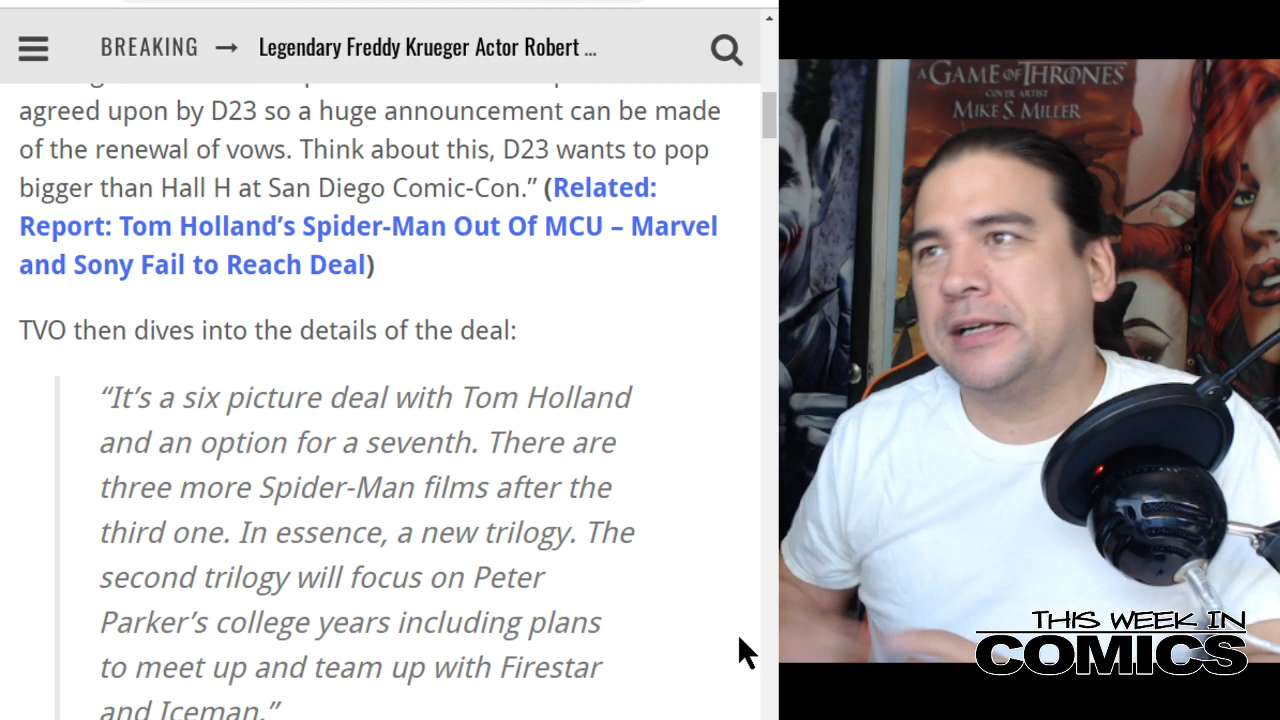 BREAKING → Legendary Freddy Krueger Actor Robert ...
agreed upon by D23 so a huge announcement can be made
of the renewal of vows. Think about this, D23 wants to pop
bigger than Hall H at San Diego Comic-Con.” (Related:
Report: Tom Holland’s Spider-Man Out Of MCU – Marvel
and Sony Fail to Reach Deal)
TVO then dives into the details of the deal:
“It’s a six picture deal with Tom Holland
and an option for a seventh. There are
three more Spider-Man films after the
third one. In essence, a new trilogy. The
second trilogy will focus on Peter
Parker’s college years including plans
to meet up and team up with Firestar
and Iceman.”
A GAME OF THRONES
COVER ARTIST
MIKE S. MILLER
THIS WEEK IN
COMICS